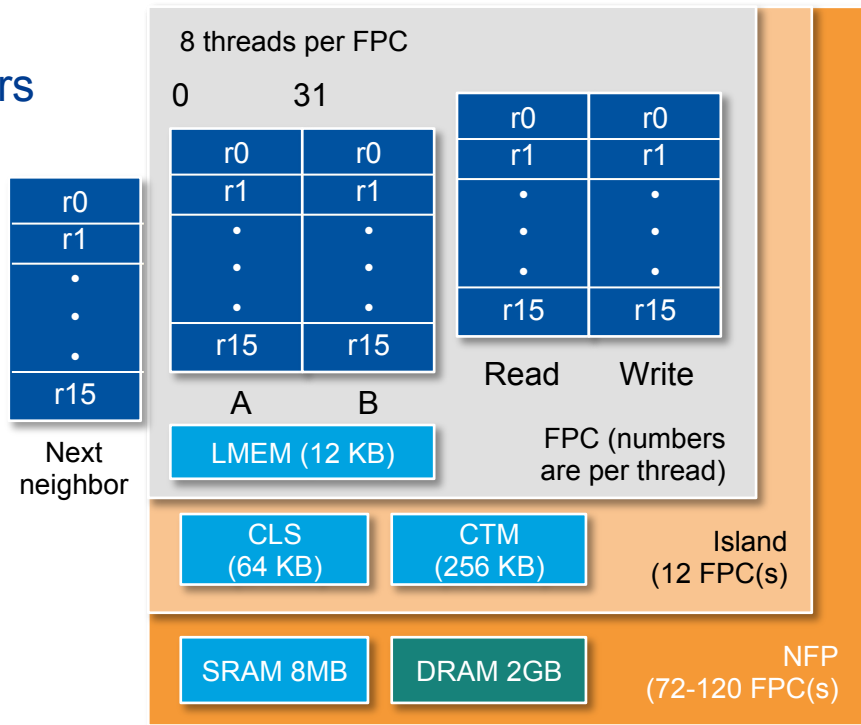 rs
8 threads per FPC
0 31
r0
r1
•
•
•
r15
Next
neighbor
r0 r0
r1 r1
• •
• •
• •
r15 r15
A B
r0 r0
r1 r1
• •
• •
• •
r15 r15
Read Write
LMEM (12 KB)
FPC (numbers
are per thread)
CLS
(64 KB)
CTM
(256 KB)
Island
(12 FPC(s)
SRAM 8MB
DRAM 2GB
NFP
(72-120 FPC(s)